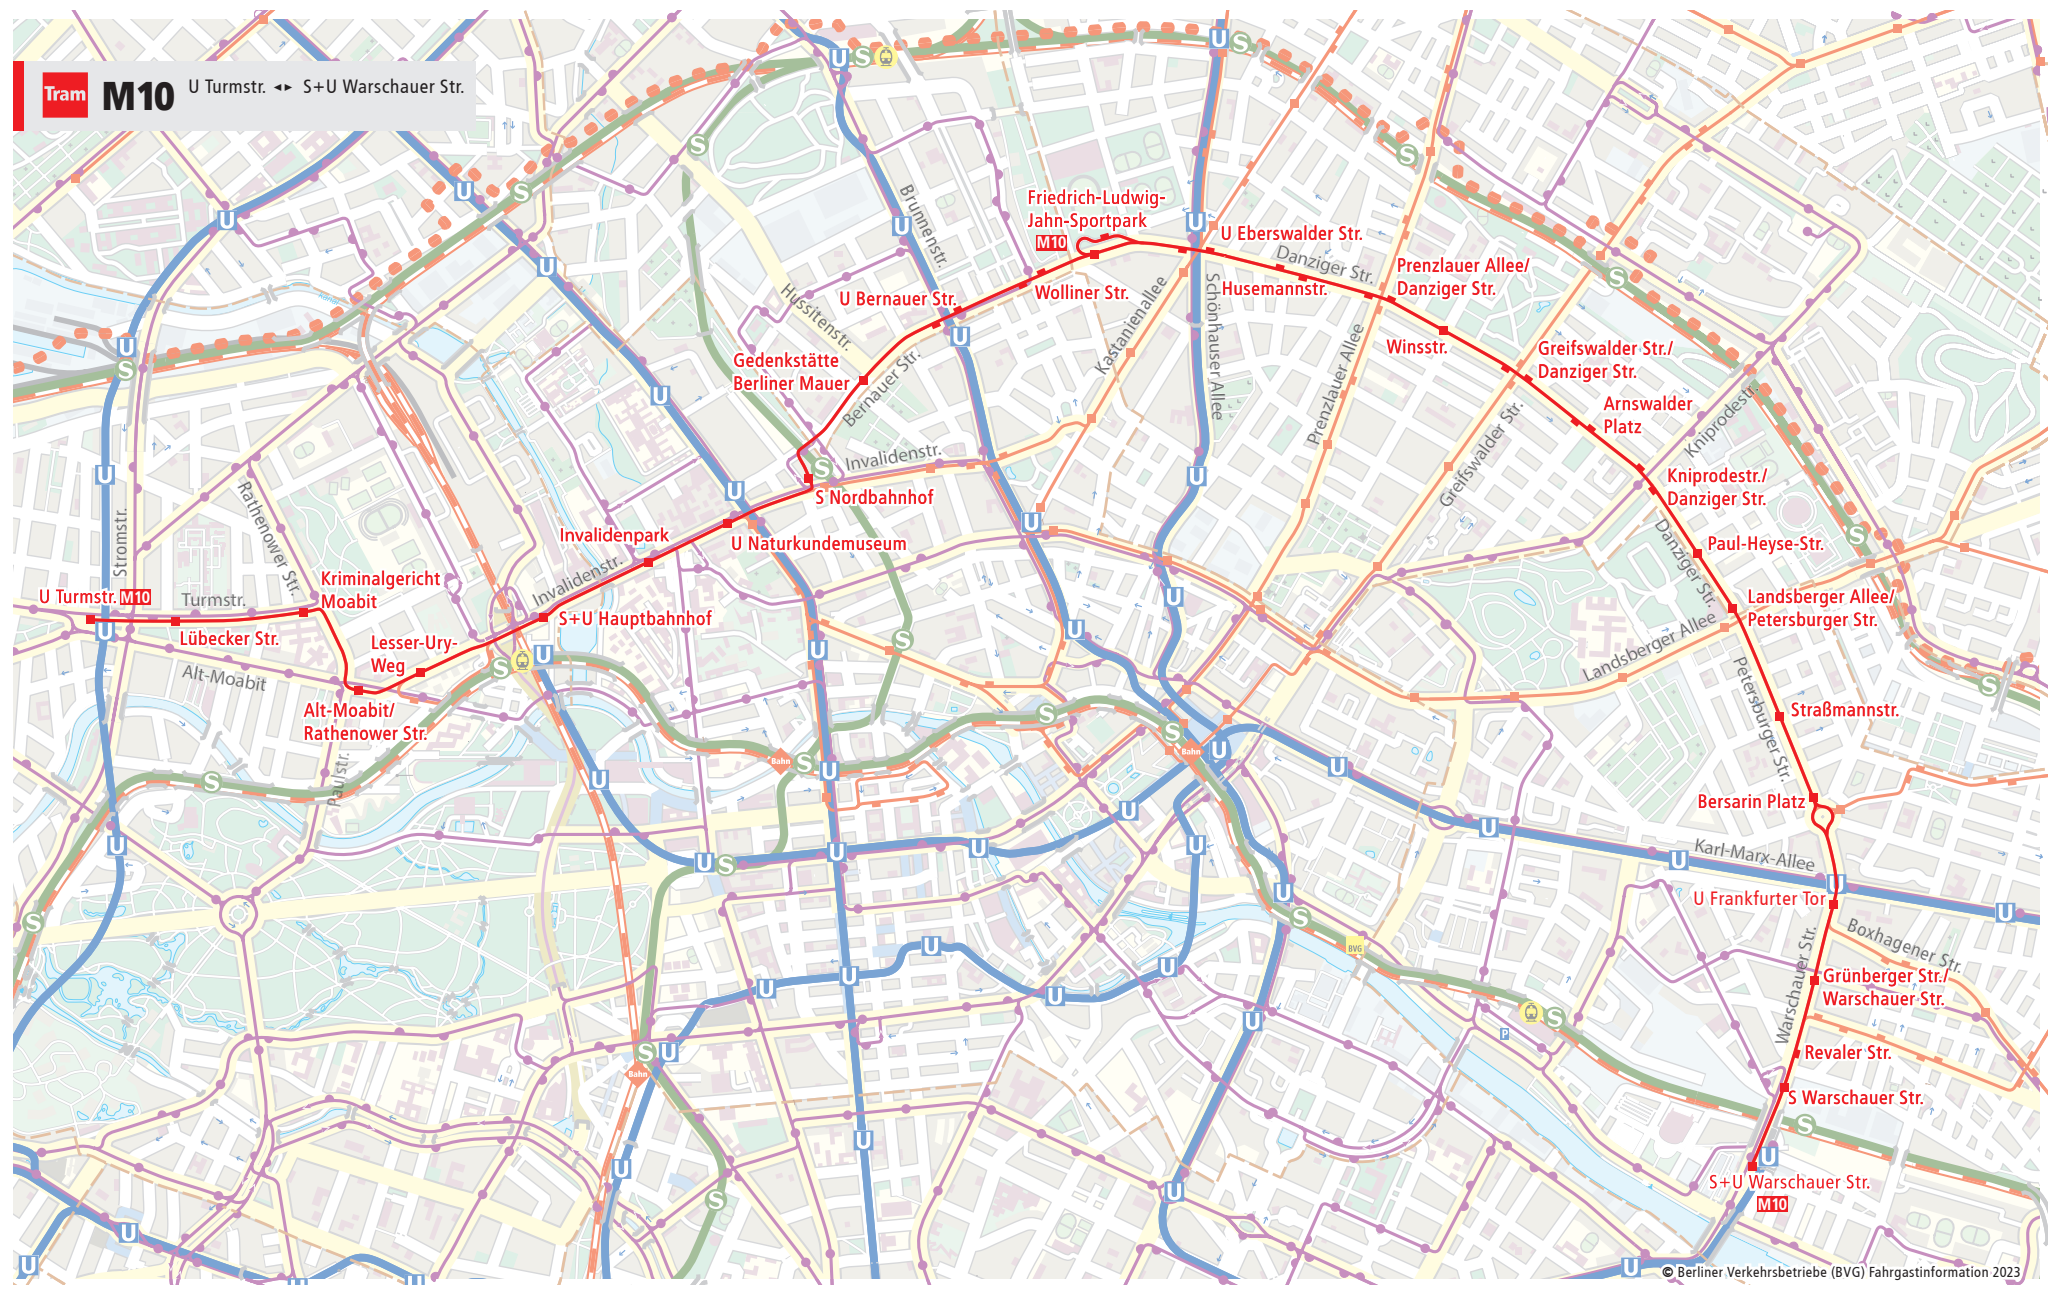 Tram M10 U Turmstr. ◄► S+U Warschauer Str.
Friedrich-Ludwig-
Jahn-Sportpark
M10
U Eberswalder Str.
Danziger Str.
Prenzlauer Allee/
Danziger Str.
Husemannstr.
Wolliner Str.
U Bernauer Str.
Brunnenstr.
Hussitenstr.
Kastanienallee
Schönhauser Allee
Prenzlauer Allee
Winsstr.
Greifswalder Str./
Danziger Str.
Arnswalder
Platz
Greifswalder Str.
Kniprodestr.
Kniprodestr./
Danziger Str.
Gedenkstätte
Berliner Mauer
Bernauer Str.
Invalidenstr.
S Nordbahnhof
U Naturkundemuseum
Invalidenpark
Invalidenstr.
S+U Hauptbahnhof
Rathenower Str.
Stromstr.
Turmstr.
U Turmstr. M10
Lübecker Str.
Kriminalgericht
Moabit
Lesser-Ury-
Weg
Alt-Moabit
Alt-Moabit/
Rathenower Str.
Paulstr.
Danziger Str.
Paul-Heyse-Str.
Landsberger Allee/
Petersburger Str.
Landsberger Allee
Petersburger Str.
Straßmannstr.
Bersarin Platz
Karl-Marx-Allee
U Frankfurter Tor
Boxhagener Str.
Warschauer Str.
Grünberger Str./
Warschauer Str.
Revaler Str.
S Warschauer Str.
S+U Warschauer Str.
M10
Bahn
Bahn
Bahn
BVG
P
© Berliner Verkehrsbetriebe (BVG) Fahrgastinformation 2023